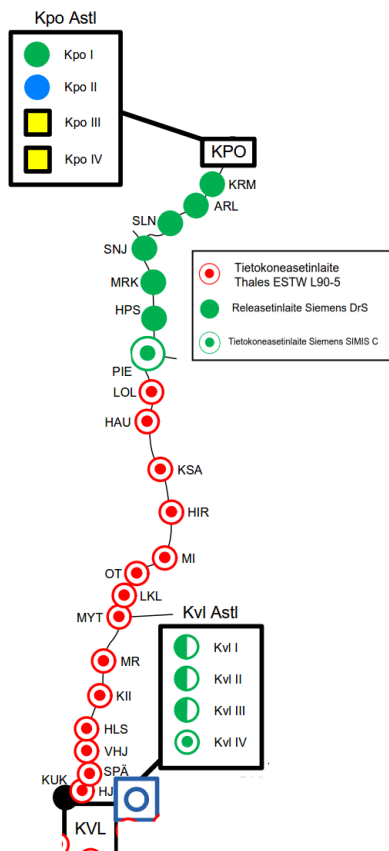 Kpo Astl
Kpo I
Kpo II
Kpo III
Kpo IV
KPO
KRM
ARL
SLN
SNJ
MRK
HPS
PIE
Tietokoneasetinlaite
Thales ESTW L90-5
Releasetinlaite Siemens DrS
Tietokoneasetinlaite Siemens SIMIS C
LOL
HAU
KSA
HIR
MI
OT
LKL
MYT
Kvl Astl
Kvl I
Kvl II
Kvl III
Kvl IV
MR
KII
HLS
VHJ
SPÄ
KUK
HJ
KVL